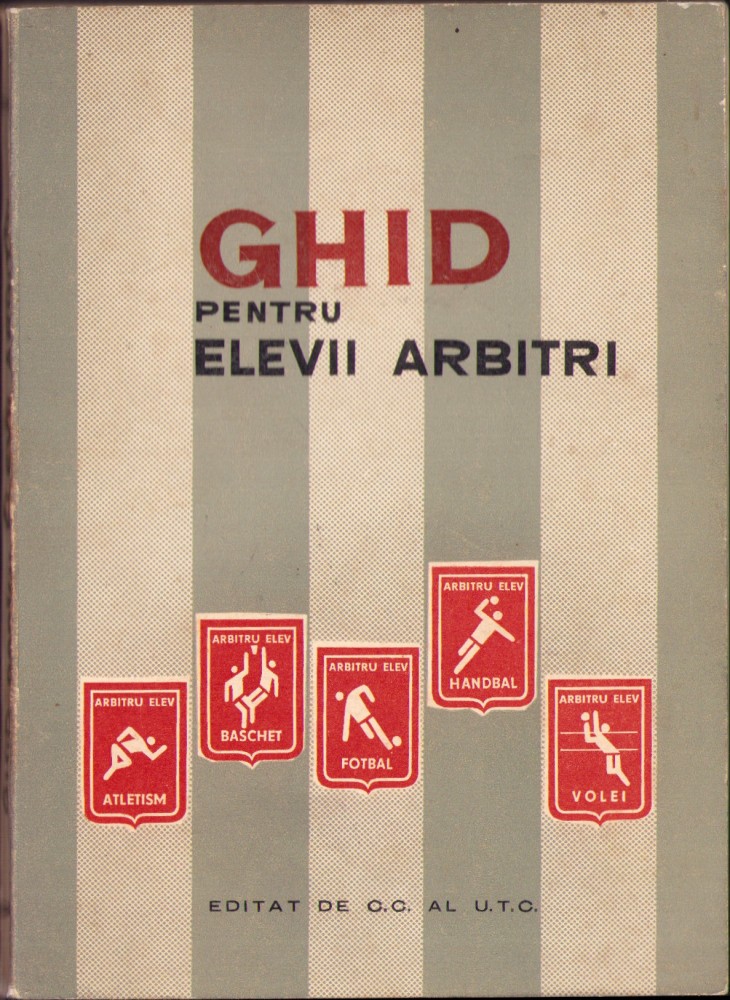 GHID
PENTRU
ELEVII ARBITRI
ARBITRU ELEV
ATLETISM
ARBITRU ELEV
BASCHET
ARBITRU ELEV
FOTBAL
ARBITRU ELEV
HANDBAL
ARBITRU ELEV
VOLEI
EDITAT DE C.C. AL U.T.C.